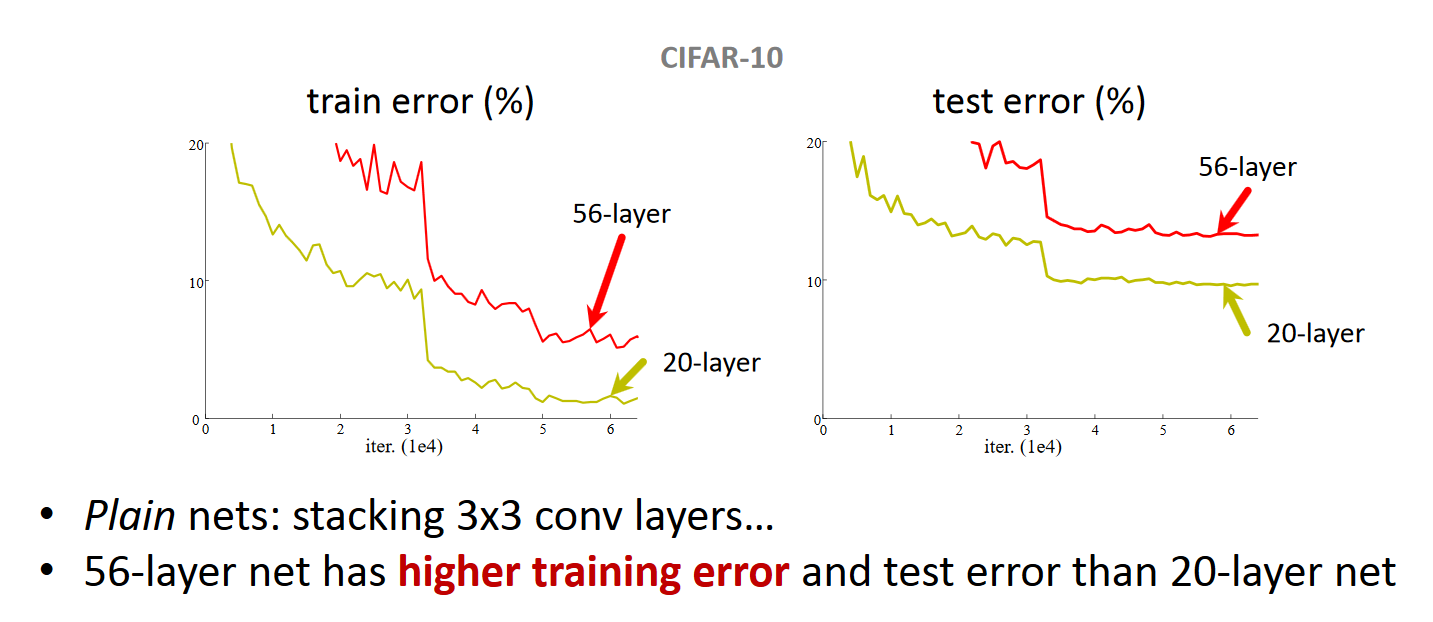 CIFAR-10
train error (%)
20
10
0
0 1 2 3 4 5 6
iter. (1e4)
56-layer
20-layer
test error (%)
20
10
0
0 1 2 3 4 5 6
iter. (1e4)
56-layer
20-layer
• Plain nets: stacking 3x3 conv layers…
• 56-layer net has higher training error and test error than 20-layer net